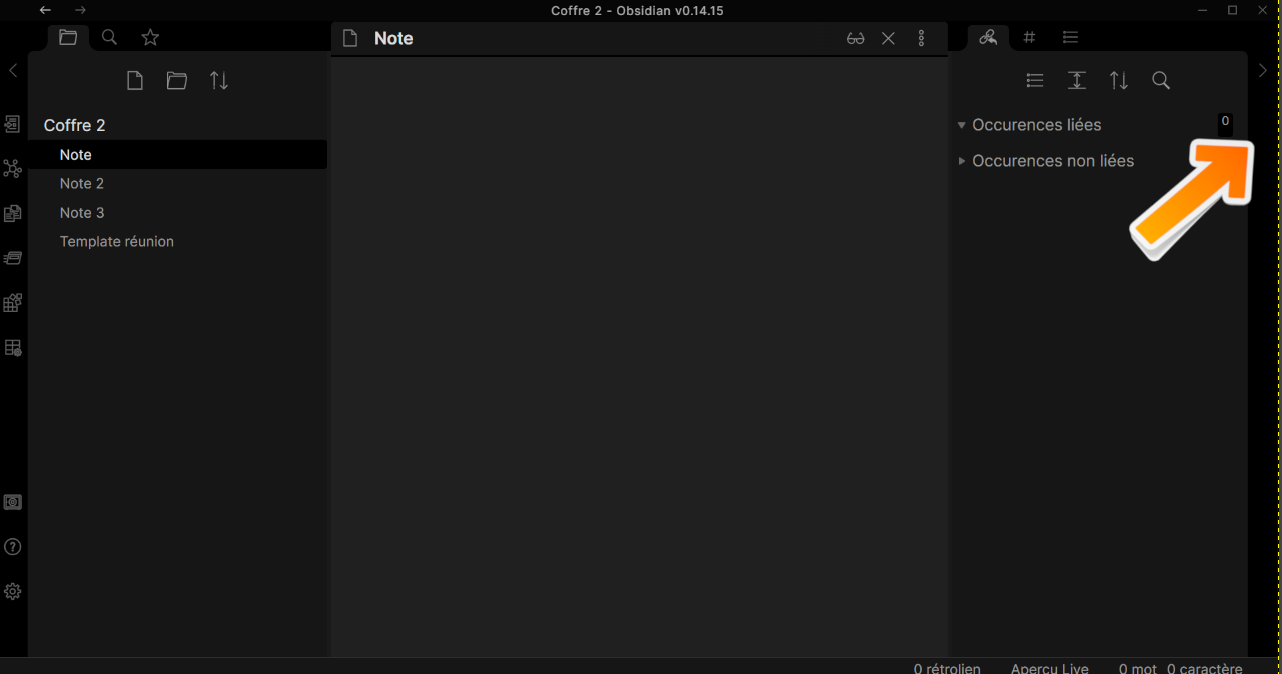 Coffre 2 - Obsidian v0.14.15
Note
Coffre 2
Note
Note 2
Note 3
Template réunion
Occurences liées
0
Occurences non liées
0 rétrolien Aperçu Live 0 mot 0 caractère